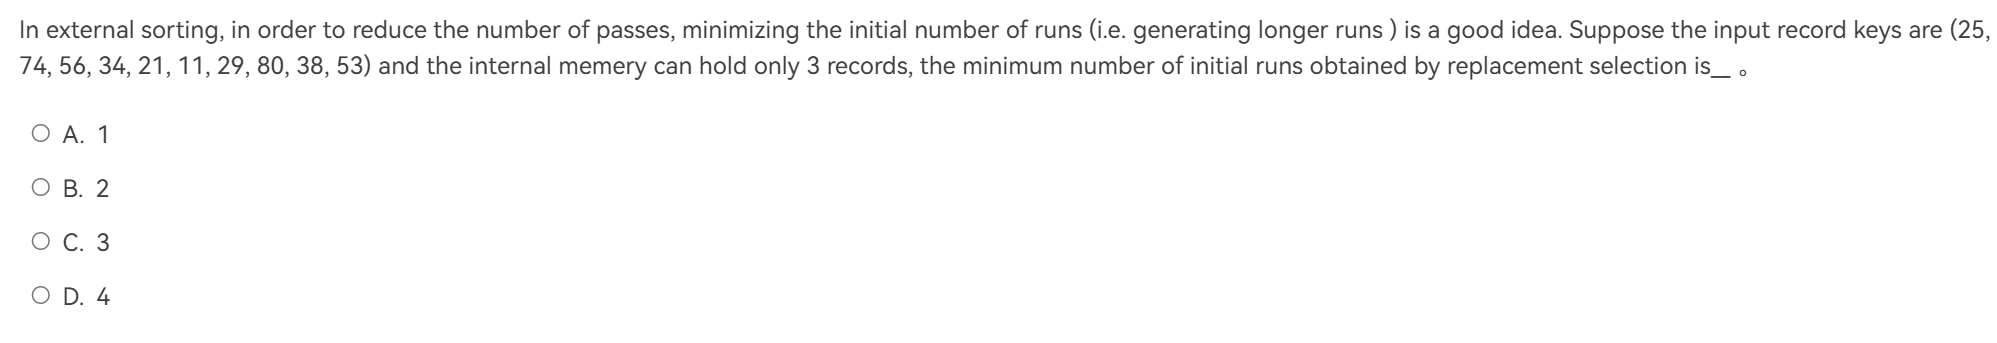 In external sorting, in order to reduce the number of passes, minimizing the initial number of runs (i.e. generating longer runs ) is a good idea. Suppose the input record keys are (25,
74, 56, 34, 21, 11, 29, 80, 38, 53) and the internal memery can hold only 3 records, the minimum number of initial runs obtained by replacement selection is__ 。
A. 1
B. 2
C. 3
D. 4